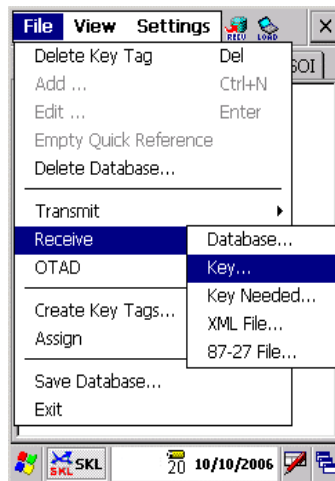 File View Settings RECV LOAD ×
SOI
Delete Key Tag Del
Add ... Ctrl+N
Edit ... Enter
Empty Quick Reference
Delete Database...
Transmit
Receive Database...
OTAD Key...
Key Needed...
Create Key Tags... XML File...
Assign 87-27 File...
Save Database...
Exit
SKL SKL 20 10/10/2006